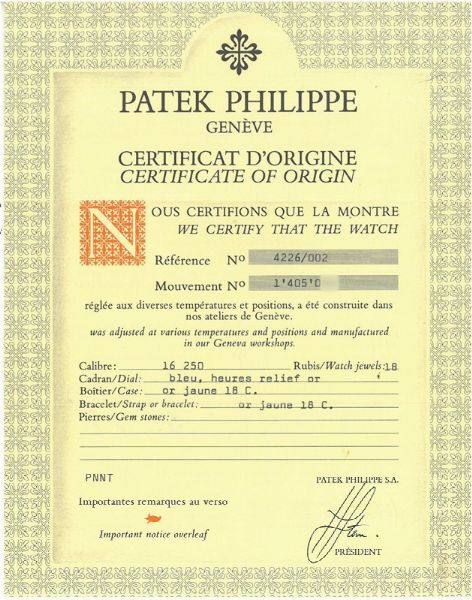 PATEK PHILIPPE
GENÈVE
CERTIFICAT D'ORIGINE
CERTIFICATE OF ORIGIN
NOUS CERTIFIONS QUE LA MONTRE
WE CERTIFY THAT THE WATCH
Référence No 4226/002
Mouvement No 1'405'0
réglée aux diverses températures et positions, a été construite dans
nos ateliers de Genève.
was adjusted at various temperatures and positions and manufactured
in our Geneva workshops.
Calibre: 16 250 Rubis/Watch jewels: 18
Cadran/Dial: bleu, heures relief or
Boîtier/Case: or jaune 18 C.
Bracelet/Strap or bracelet: or jaune 18 C.
Pierres/Gem stones:
PNNT
PATEK PHILIPPE S.A.
Importantes remarques au verso
Important notice overleaf
PRÉSIDENT